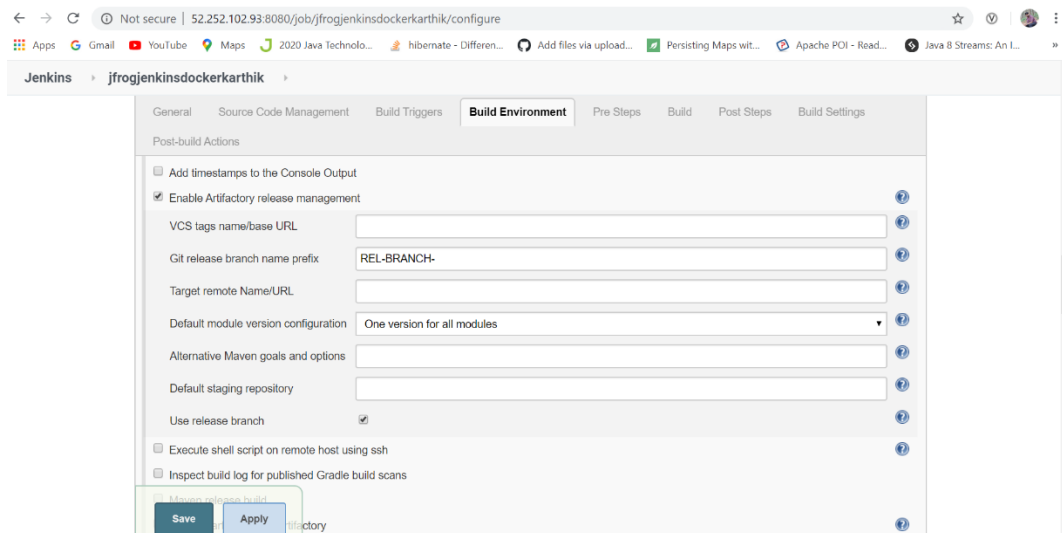 Not secure | 52.252.102.93:8080/job/jfrogjenkinsdockerkarthik/configure
Apps Gmail YouTube Maps 2020 Java Technolo... hibernate - Differen... Add files via upload... Persisting Maps wit... Apache POI - Read... Java 8 Streams: An I... »
Jenkins jfrogjenkinsdockerkarthik
General Source Code Management Build Triggers Build Environment Pre Steps Build Post Steps Build Settings
Post-build Actions
Add timestamps to the Console Output
Enable Artifactory release management
VCS tags name/base URL
Git release branch name prefix REL-BRANCH-
Target remote Name/URL
Default module version configuration One version for all modules
Alternative Maven goals and options
Default staging repository
Use release branch
Execute shell script on remote host using ssh
Inspect build log for published Gradle build scans
Maven release build
Save Apply tifactory